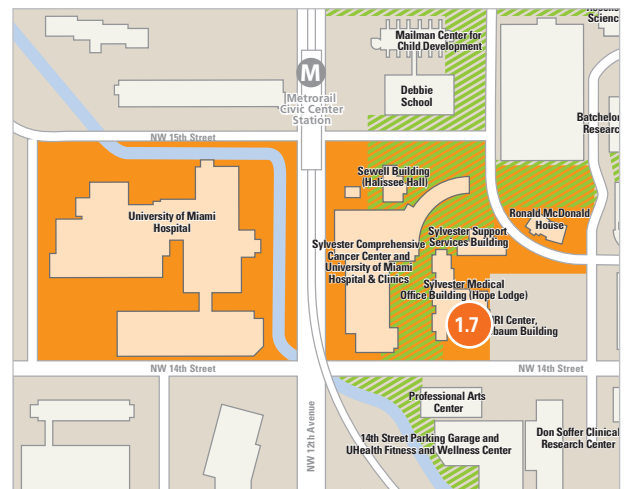 Scienc
Mailman Center for
Child Development
M
Metrorail
Civic Center
Station
Debbie
School
Batchelor
Researc
NW 15th Street
Sewell Building
(Halissee Hall)
University of Miami
Hospital
Ronald McDonald
House
Sylvester Support
Services Building
Sylvester Comprehensive
Cancer Center and
University of Miami
Hospital & Clinics
Sylvester Medical
Office Building (Hope Lodge)
1.7
RI Center,
baum Building
NW 14th Street
NW 14th Street
Professional Arts
Center
NW 12th Avenue
14th Street Parking Garage and
UHealth Fitness and Wellness Center
Don Soffer Clinical
Research Center